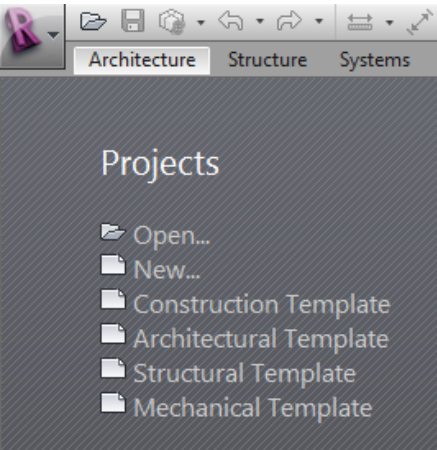 R
Architecture Structure Systems
Projects
Open...
New...
Construction Template
Architectural Template
Structural Template
Mechanical Template